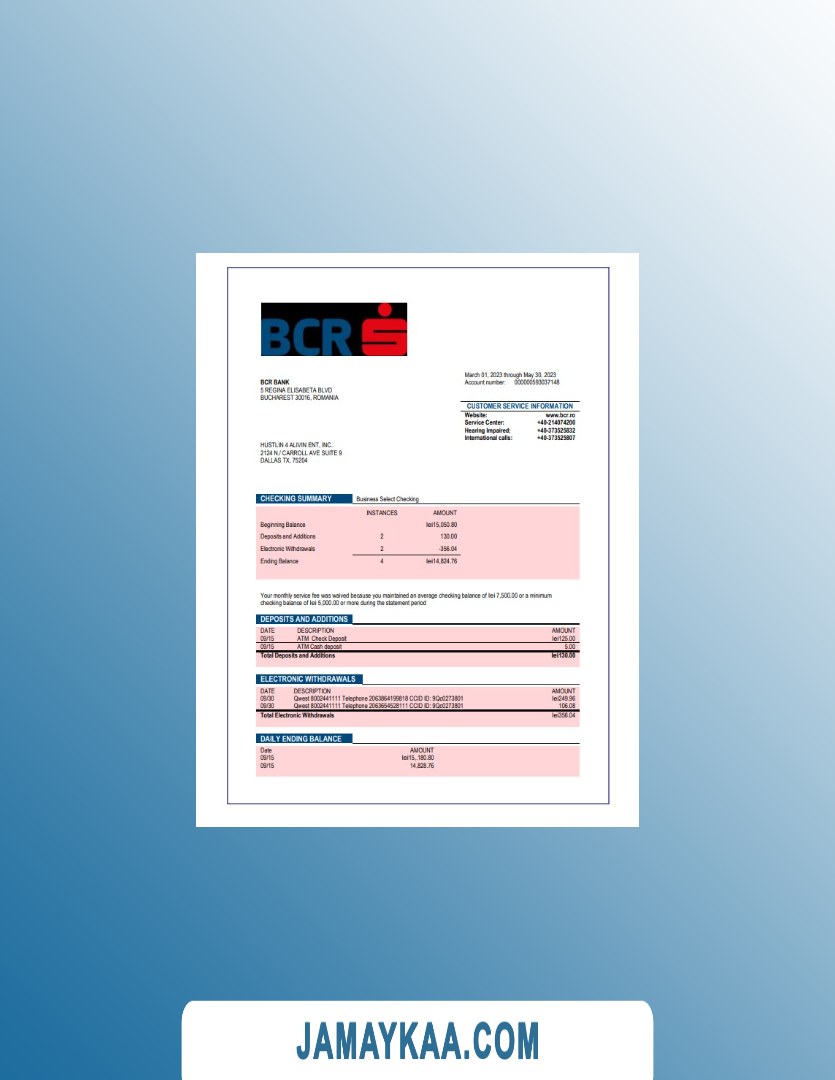 BCR
March 01, 2023 through May 30, 2023
Account number: 000000593037148
BCR BANK
5 REGINA ELISABETA BLVD
BUCHAREST 30016, ROMANIA
CUSTOMER SERVICE INFORMATION
Website: www.bcr.ro
Service Center: +40-214074200
Hearing Impaired: +40-373525832
International calls: +40-373525807
HUSTLIN 4 ALIVIN ENT, INC.
2124 N./ CARROLL AVE SUITE 9
DALLAS TX, 75204
CHECKING SUMMARY Business Select Checking
INSTANCES AMOUNT
Beginning Balance lei15,050.80
Deposits and Additions 2 130.00
Electronic Withdrawals 2 -356.04
Ending Balance 4 lei14,824.76
Your monthly service fee was waived because you maintained an average checking balance of lei 7,500.00 or a minimum
checking balance of lei 5,000.00 or more during the statement period
DEPOSITS AND ADDITIONS
DATE DESCRIPTION AMOUNT
09/15 ATM Check Deposit lei125.00
09/15 ATM Cash deposit 5.00
Total Deposits and Additions lei130.00
ELECTRONIC WITHDRAWALS
DATE DESCRIPTION AMOUNT
09/30 Qwest 8002441111 Telephone 2063864199818 CCID ID: 9Qc0273801 lei249.96
09/30 Qwest 8002441111 Telephone 2063654528111 CCID ID: 9Qc0273801 106.08
Total Electronic Withdrawals lei356.04
DAILY ENDING BALANCE
Date AMOUNT
09/15 lei15,.180.80
09/15 14,828.76
JAMAYKAA.COM